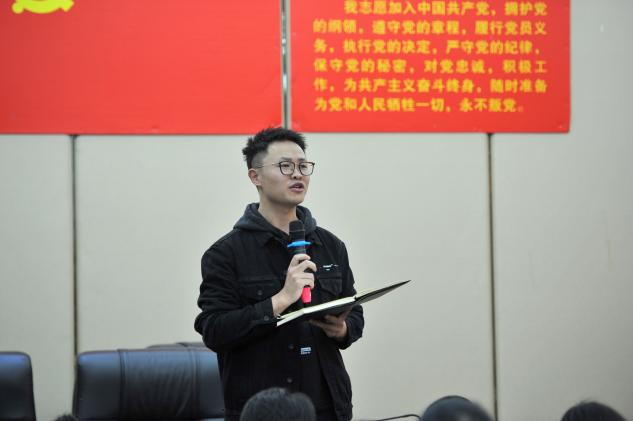 我志愿加入中国共产党，拥护党
的纲领，遵守党的章程，履行党员义
务，执行党的决定，严守党的纪律，
保守党的秘密，对党忠诚，积极工
作，为共产主义奋斗终身，随时准备
为党和人民牺牲一切，永不叛党。